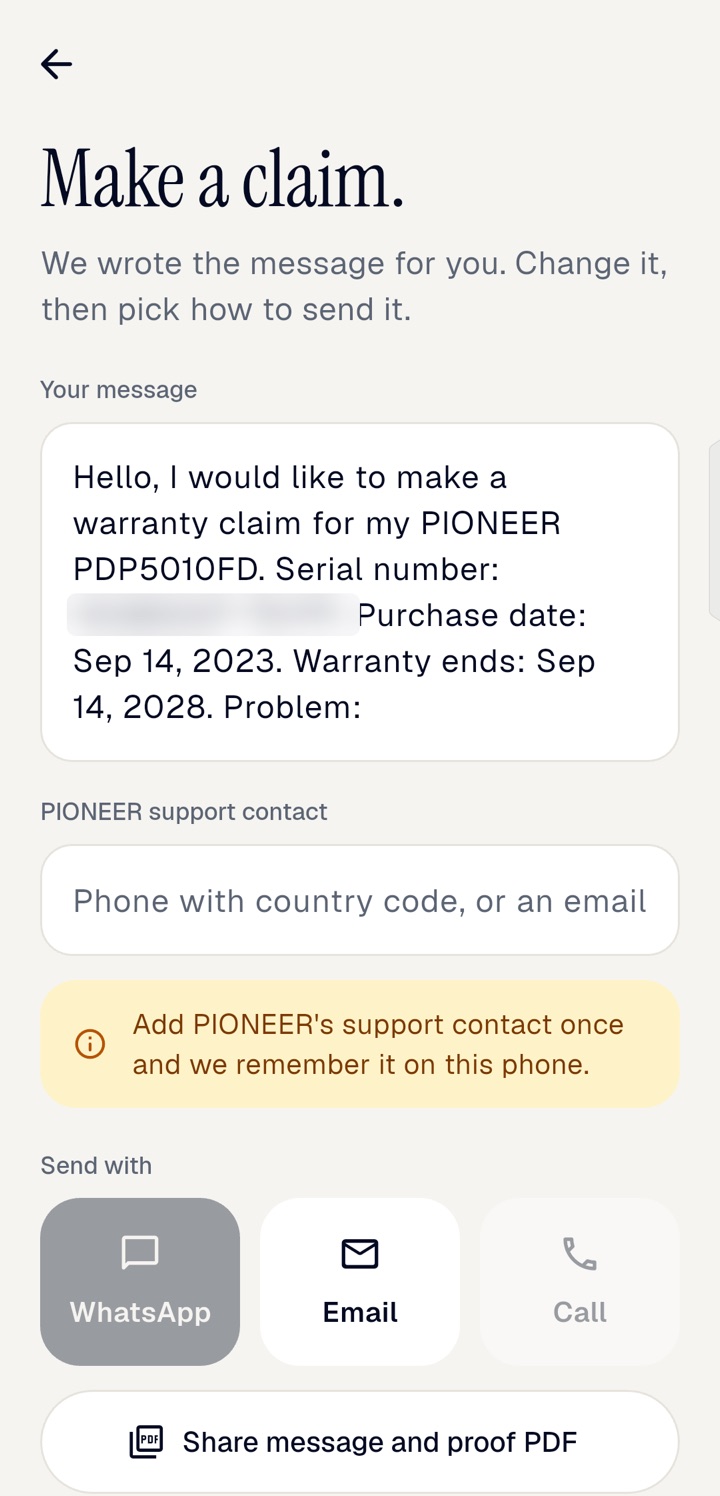 Make a claim.
We wrote the message for you. Change it,
then pick how to send it.
Your message
Hello, I would like to make a
warranty claim for my PIONEER
PDP5010FD. Serial number:
Purchase date:
Sep 14, 2023. Warranty ends: Sep
14, 2028. Problem:
PIONEER support contact
Phone with country code, or an email
Add PIONEER's support contact once
and we remember it on this phone.
Send with
WhatsApp
Email
Call
PDF
Share message and proof PDF